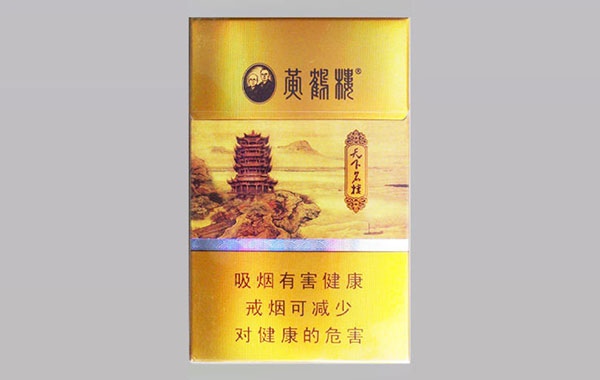 黄鹤楼®
天下名楼
吸烟有害健康
戒烟可减少
对健康的危害